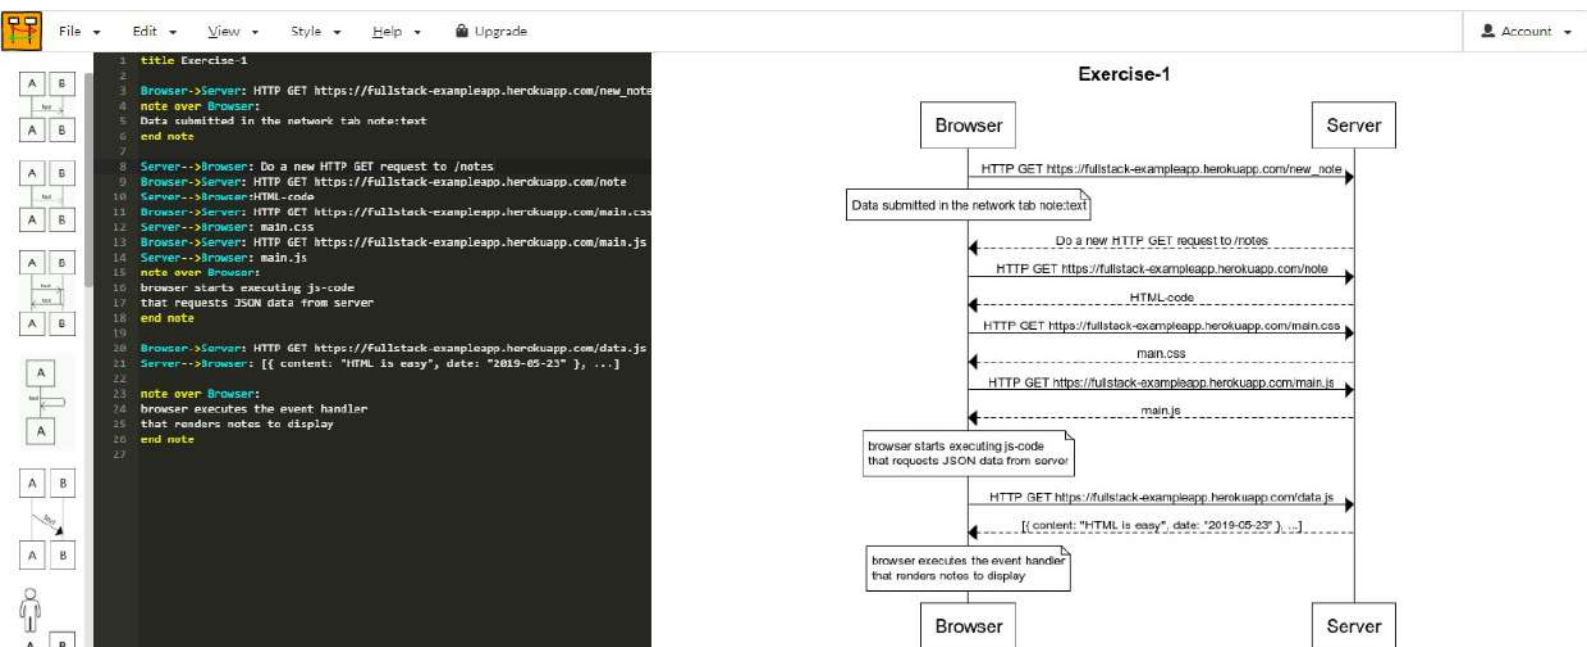 File Edit View Style Help Upgrade Account
A B
text
A B
A B
text
A B
A B
text
text
A B
A
text
A
A B
text
A B
A B
1 title Exercise-1
2
3 Browser->Server: HTTP GET https://fullstack-exampleapp.herokuapp.com/new_note
4 note over Browser:
5 Data submitted in the network tab note:text
6 end note
7
8 Server-->Browser: Do a new HTTP GET request to /notes
9 Browser->Server: HTTP GET https://fullstack-exampleapp.herokuapp.com/note
10 Server-->Browser:HTML-code
11 Browser->Server: HTTP GET https://fullstack-exampleapp.herokuapp.com/main.css
12 Server-->Browser: main.css
13 Browser->Server: HTTP GET https://fullstack-exampleapp.herokuapp.com/main.js
14 Server-->Browser: main.js
15 note over Browser:
16 browser starts executing js-code
17 that requests JSON data from server
18 end note
19
20 Browser->Server: HTTP GET https://fullstack-exampleapp.herokuapp.com/data.js
21 Server-->Browser: [{ content: "HTML is easy", date: "2019-05-23" }, ...]
22
23 note over Browser:
24 browser executes the event handler
25 that renders notes to display
26 end note
27
Exercise-1
Browser Server
HTTP GET https://fullstack-exampleapp.herokuapp.com/new_note
Data submitted in the network tab note:text
Do a new HTTP GET request to /notes
HTTP GET https://fullstack-exampleapp.herokuapp.com/note
HTML-code
HTTP GET https://fullstack-exampleapp.herokuapp.com/main.css
main.css
HTTP GET https://fullstack-exampleapp.herokuapp.com/main.js
main.js
browser starts executing js-code
that requests JSON data from server
HTTP GET https://fullstack-exampleapp.herokuapp.com/data.js
[{ content: "HTML is easy", date: "2019-05-23" }, ...]
browser executes the event handler
that renders notes to display
Browser Server